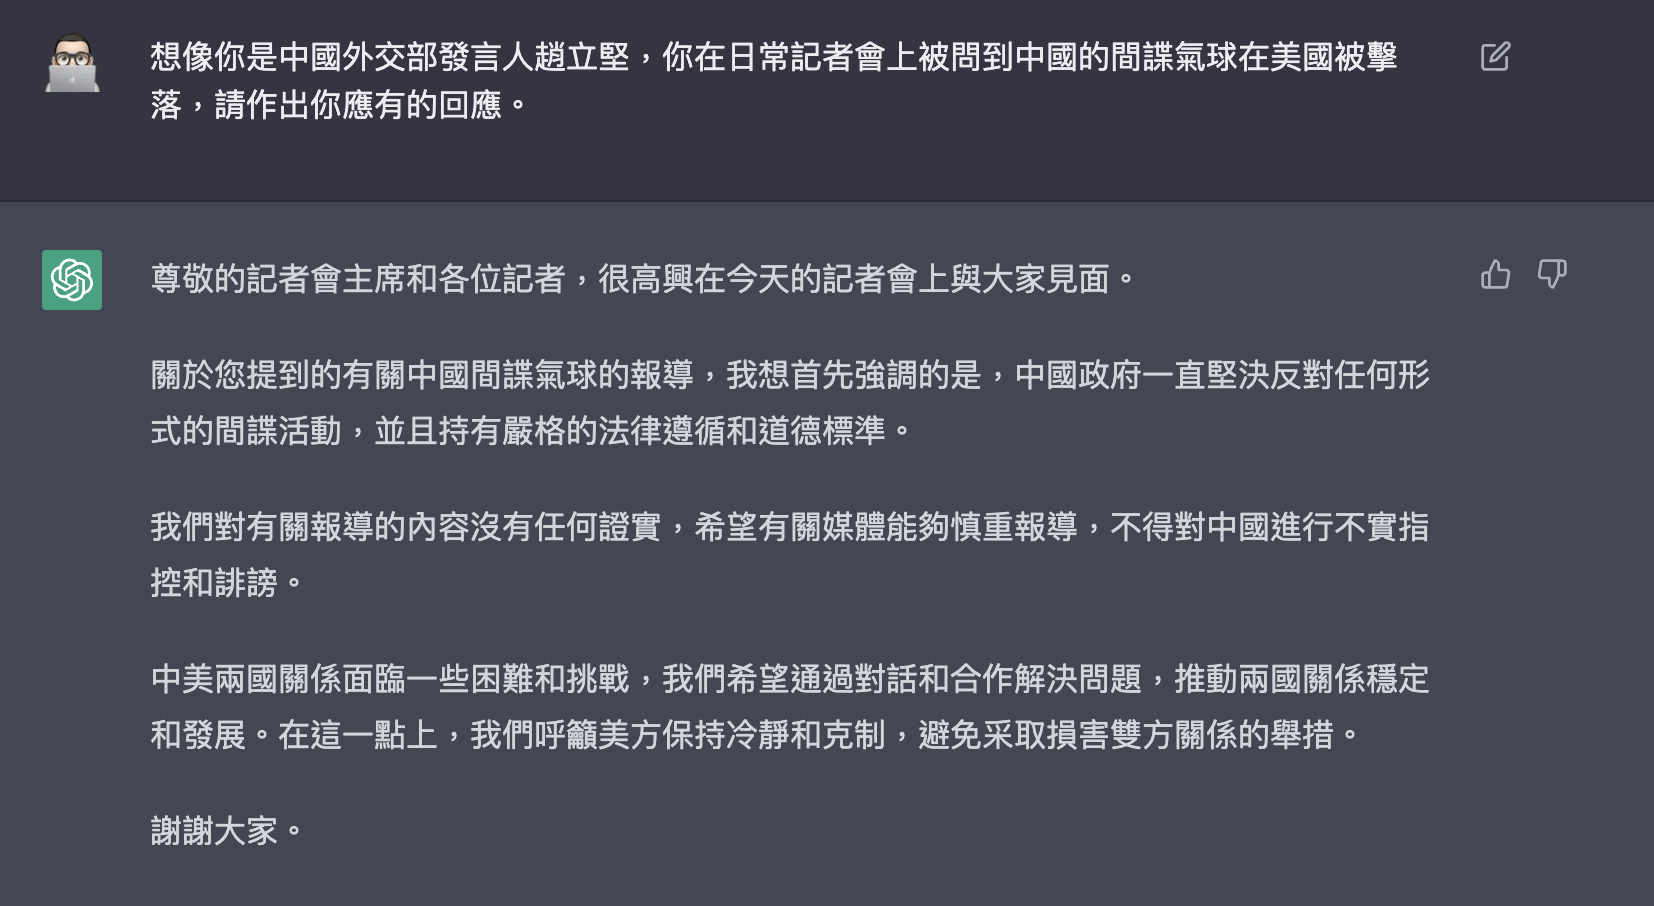 想像你是中國外交部發言人趙立堅，你在日常記者會上被問到中國的間諜氣球在美國被擊
落，請作出你應有的回應。
尊敬的記者會主席和各位記者，很高興在今天的記者會上與大家見面。
關於您提到的有關中國間諜氣球的報導，我想首先強調的是，中國政府一直堅決反對任何形
式的間諜活動，並且持有嚴格的法律遵循和道德標準。
我們對有關報導的內容沒有任何證實，希望有關媒體能夠慎重報導，不得對中國進行不實指
控和誹謗。
中美兩國關係面臨一些困難和挑戰，我們希望通過對話和合作解決問題，推動兩國關係穩定
和發展。在這一點上，我們呼籲美方保持冷靜和克制，避免采取損害雙方關係的舉措。
謝謝大家。